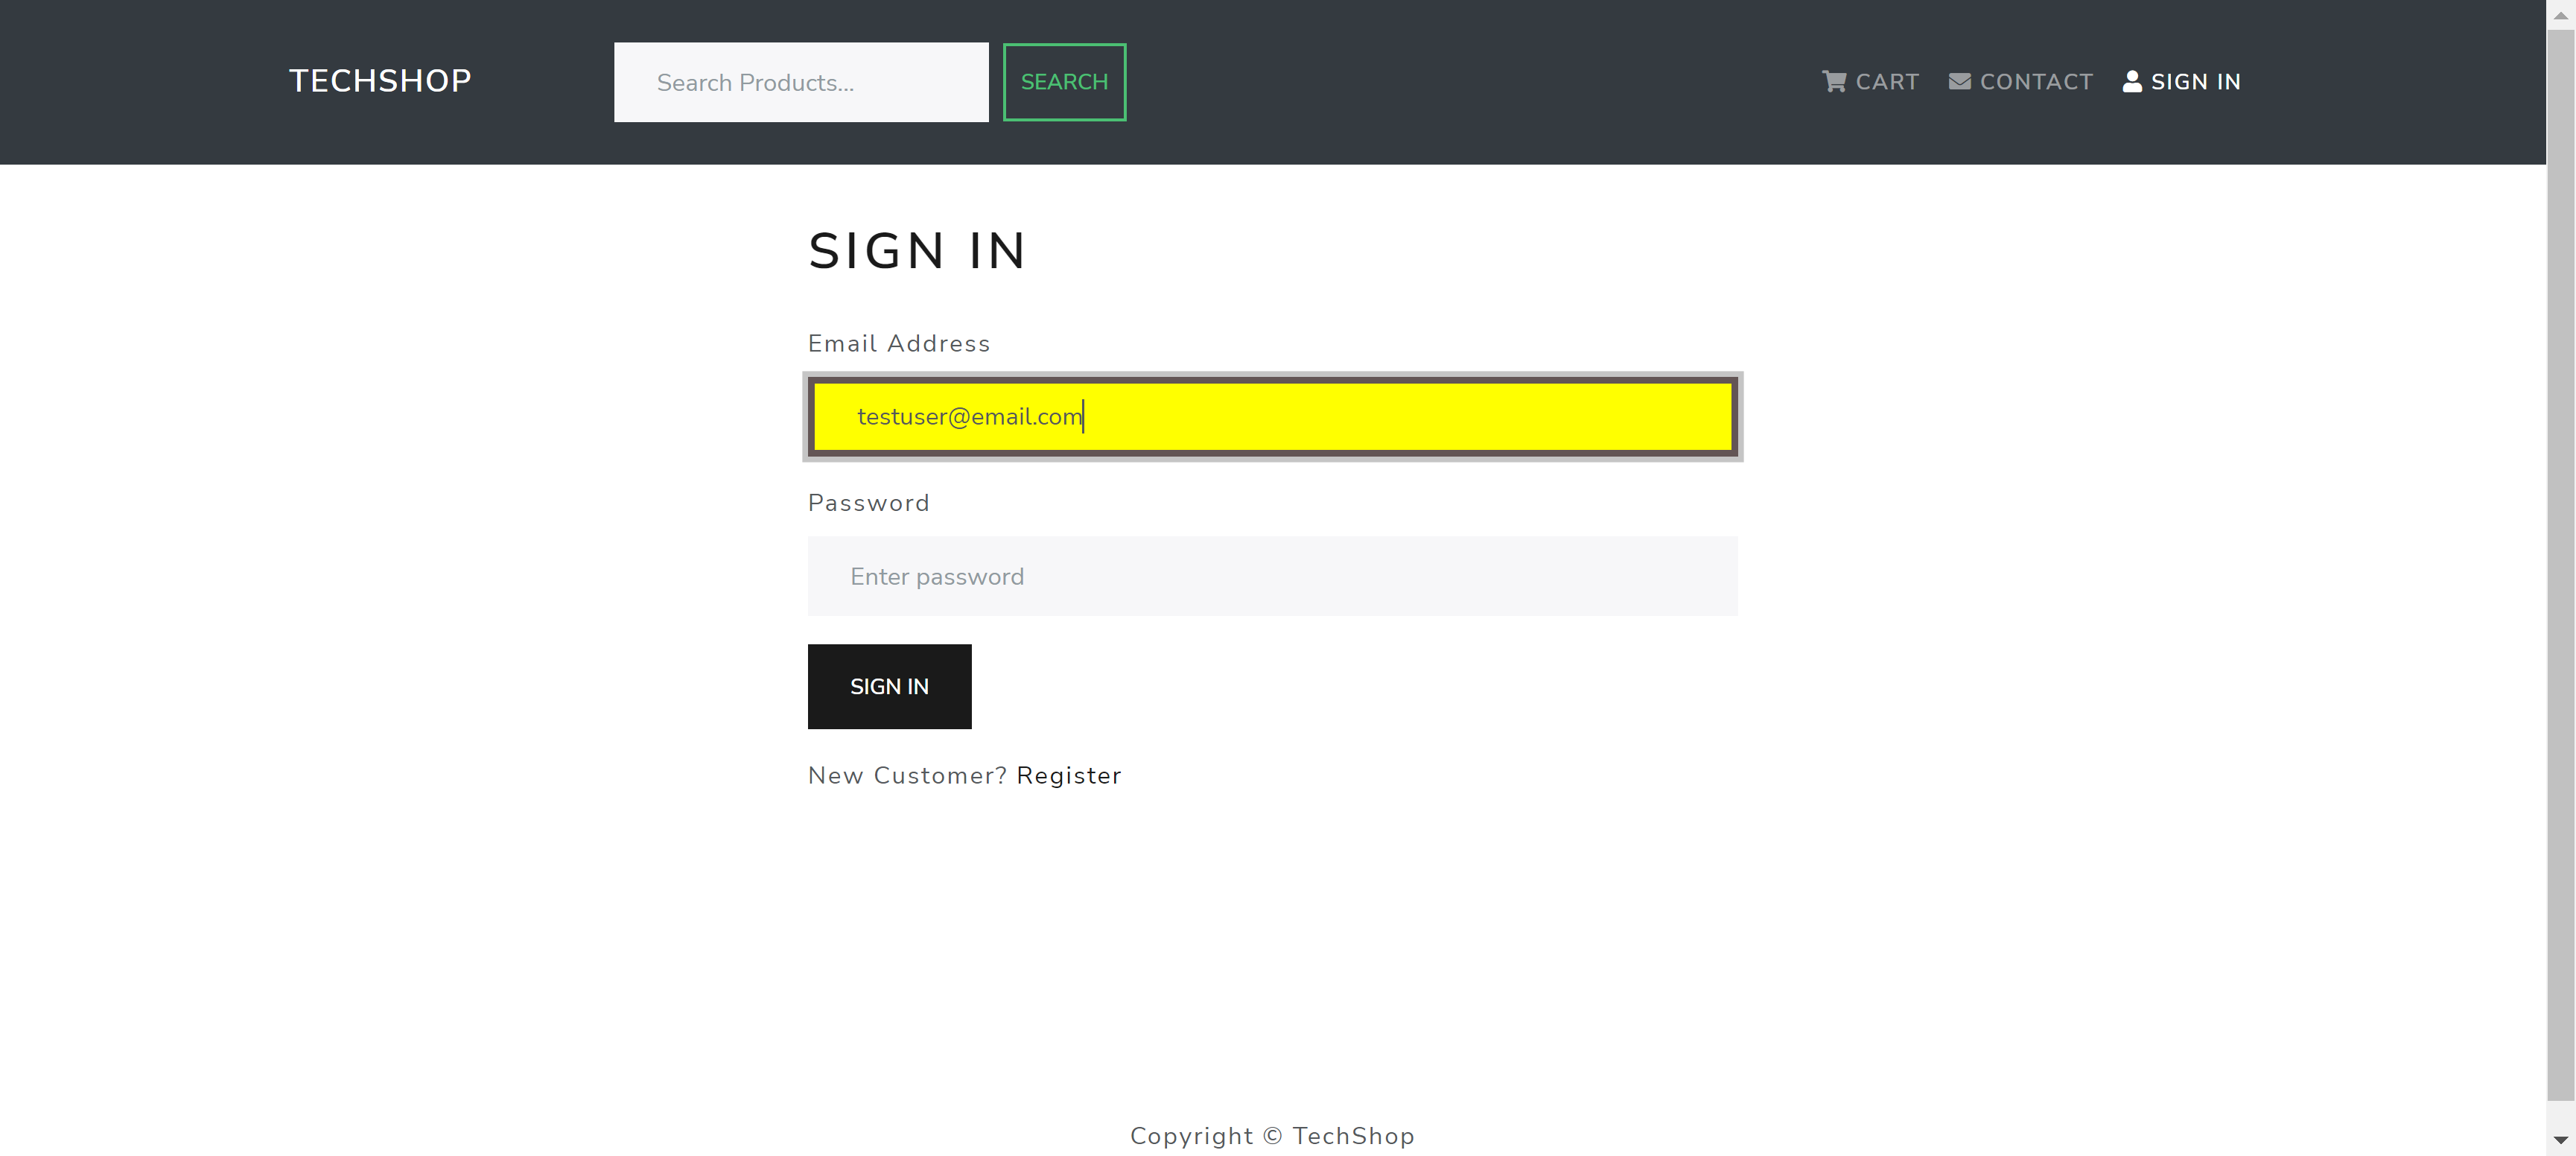 TECHSHOP
Search Products...
SEARCH
CART
CONTACT
SIGN IN
SIGN IN
Email Address
testuser@email.com
Password
Enter password
SIGN IN
New Customer? Register
Copyright © TechShop